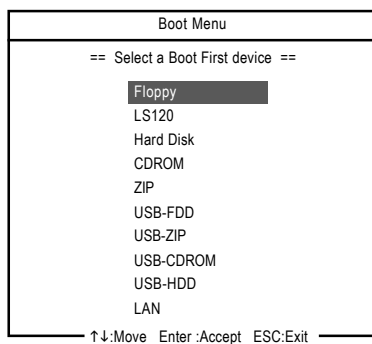 Boot Menu
== Select a Boot First device ==
Floppy
LS120
Hard Disk
CDROM
ZIP
USB-FDD
USB-ZIP
USB-CDROM
USB-HDD
LAN
↑↓:Move Enter :Accept ESC:Exit